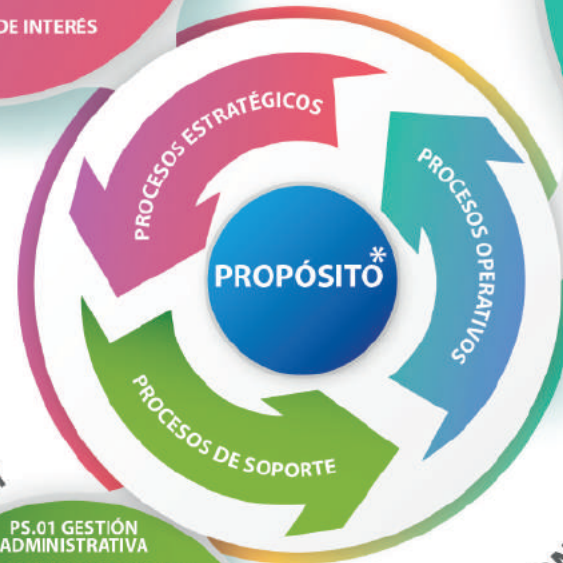 DE INTERÉS
PROCESOS ESTRATÉGICOS
PROCESOS OPERATIVOS
PROPÓSITO*
PROCESOS DE SOPORTE
PS.01 GESTIÓN
ADMINISTRATIVA